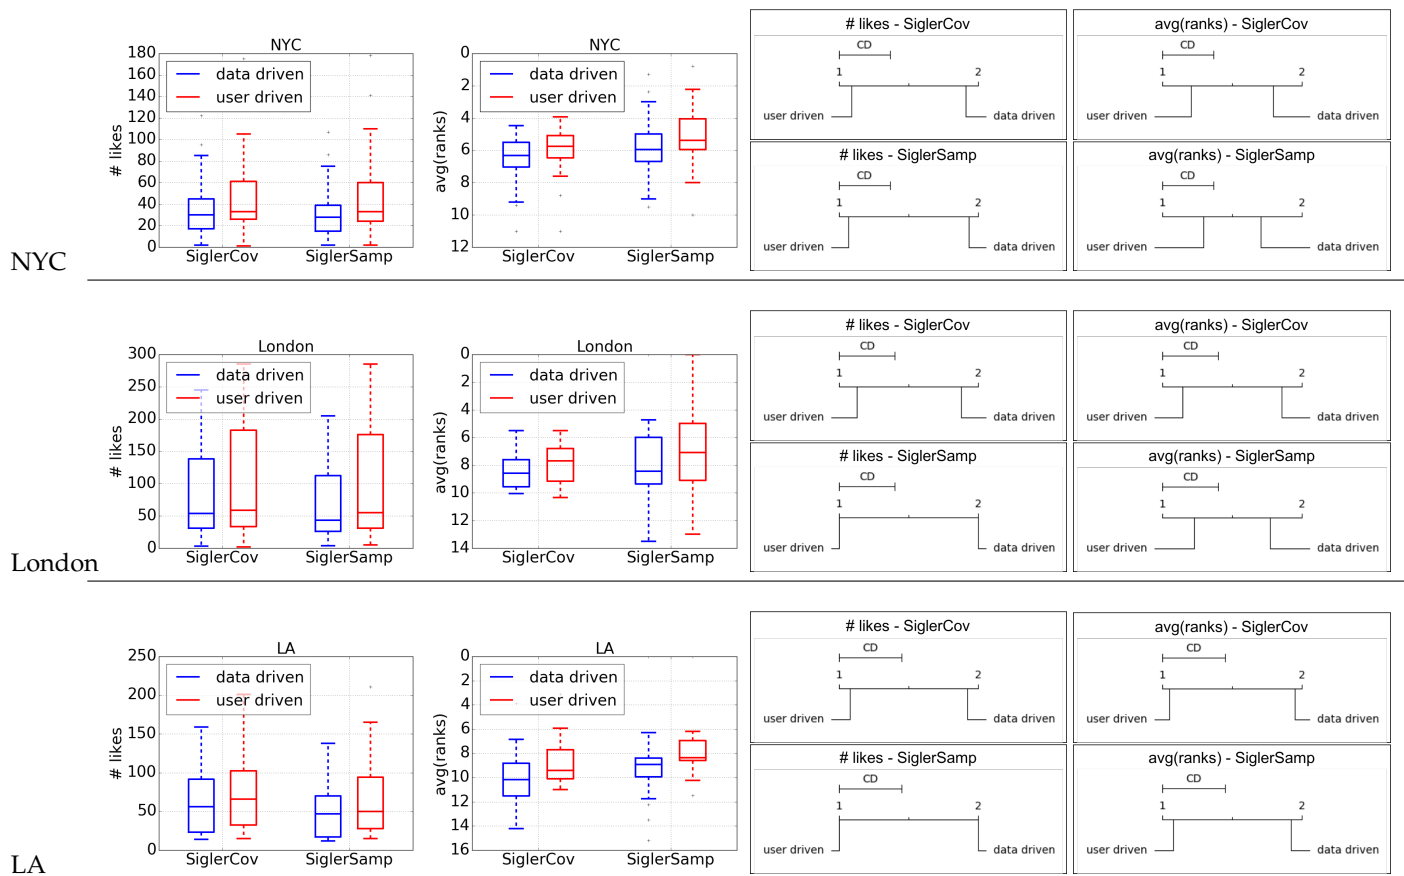 NYC
NYC
180
160
140
120
100
80
60
40
20
0
# likes
data driven
user driven
SiglerCov
SiglerSamp
NYC
0
2
4
6
8
10
12
avg(ranks)
data driven
user driven
SiglerCov
SiglerSamp
# likes - SiglerCov
CD
1 2
user driven data driven
avg(ranks) - SiglerCov
CD
1 2
user driven data driven
# likes - SiglerSamp
CD
1 2
user driven data driven
avg(ranks) - SiglerSamp
CD
1 2
user driven data driven
London
London
300
250
200
150
100
50
0
# likes
data driven
user driven
SiglerCov
SiglerSamp
London
0
2
4
6
8
10
12
14
avg(ranks)
data driven
user driven
SiglerCov
SiglerSamp
# likes - SiglerCov
CD
1 2
user driven data driven
avg(ranks) - SiglerCov
CD
1 2
user driven data driven
# likes - SiglerSamp
CD
1 2
user driven data driven
avg(ranks) - SiglerSamp
CD
1 2
user driven data driven
LA
LA
250
200
150
100
50
0
# likes
data driven
user driven
SiglerCov
SiglerSamp
LA
0
2
4
6
8
10
12
14
16
avg(ranks)
data driven
user driven
SiglerCov
SiglerSamp
# likes - SiglerCov
CD
1 2
user driven data driven
avg(ranks) - SiglerCov
CD
1 2
user driven data driven
# likes - SiglerSamp
CD
1 2
user driven data driven
avg(ranks) - SiglerSamp
CD
1 2
user driven data driven